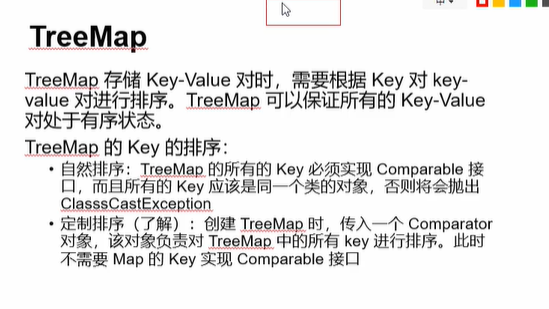 中
TreeMap
TreeMap 存储 Key-Value 对时，需要根据 Key 对 key-
value 对进行排序。TreeMap 可以保证所有的 Key-Value
对处于有序状态。
TreeMap 的 Key 的排序：
• 自然排序：TreeMap 的所有的 Key 必须实现 Comparable 接
口，而且所有的 Key 应该是同一个类的对象，否则将会抛出
ClasssCastException
• 定制排序（了解）：创建 TreeMap 时，传入一个 Comparator
对象，该对象负责对 TreeMap 中的所有 key 进行排序。此时
不需要 Map 的 Key 实现 Comparable 接口